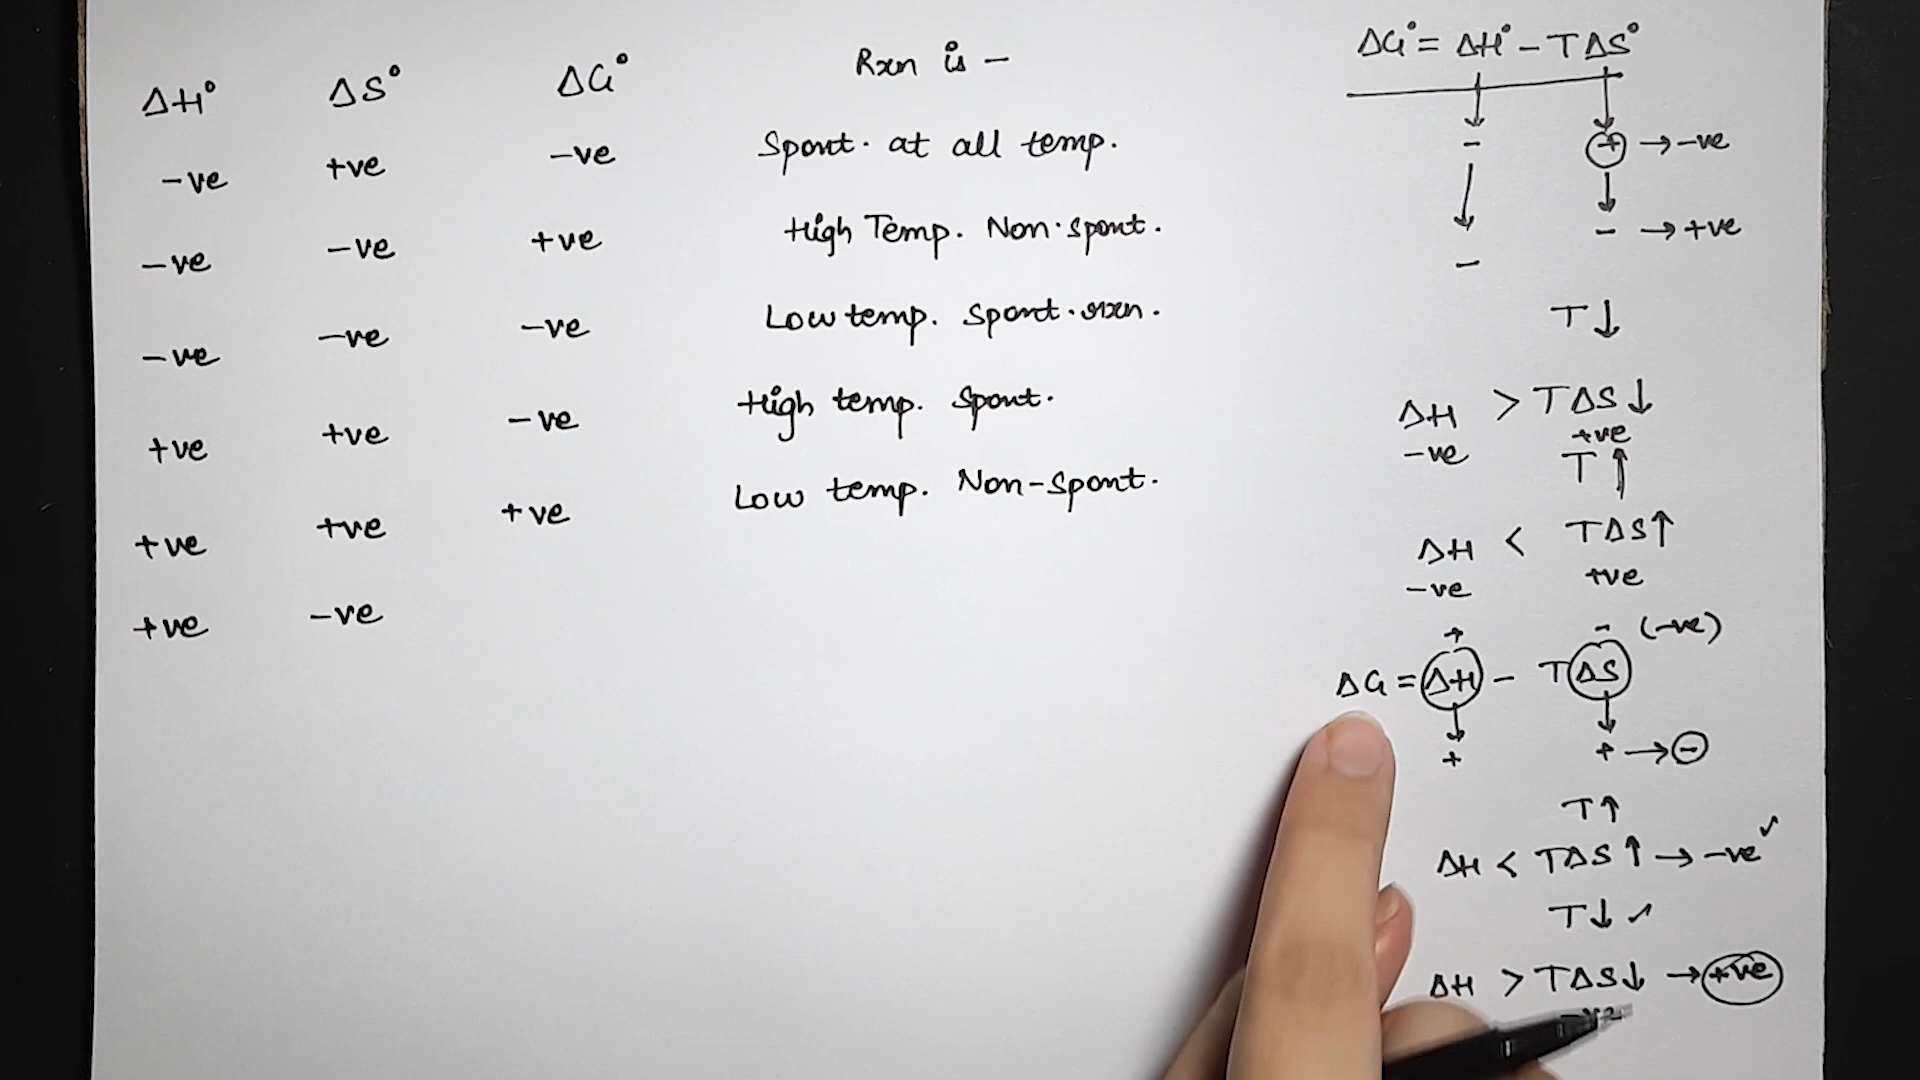 ΔH° ΔS° ΔG° Rxn is –
-ve +ve -ve Spont. at all temp.
-ve -ve +ve High Temp. Non-spont.
-ve -ve -ve Low temp. Spont. rxn.
+ve +ve -ve High temp. Spont.
+ve +ve +ve Low temp. Non-spont.
+ve -ve
ΔG° = ΔH° - TΔS°
- + → -ve
- → +ve
-
T↓
ΔH > TΔS↓
-ve +ve
T↑
ΔH < TΔS↑
-ve +ve
+ - (-ve)
ΔG = ΔH - TΔS
+ + → -
T↑
ΔH < TΔS↑ → -ve ✓
T↓ ✓
ΔH > TΔS↓ → +ve